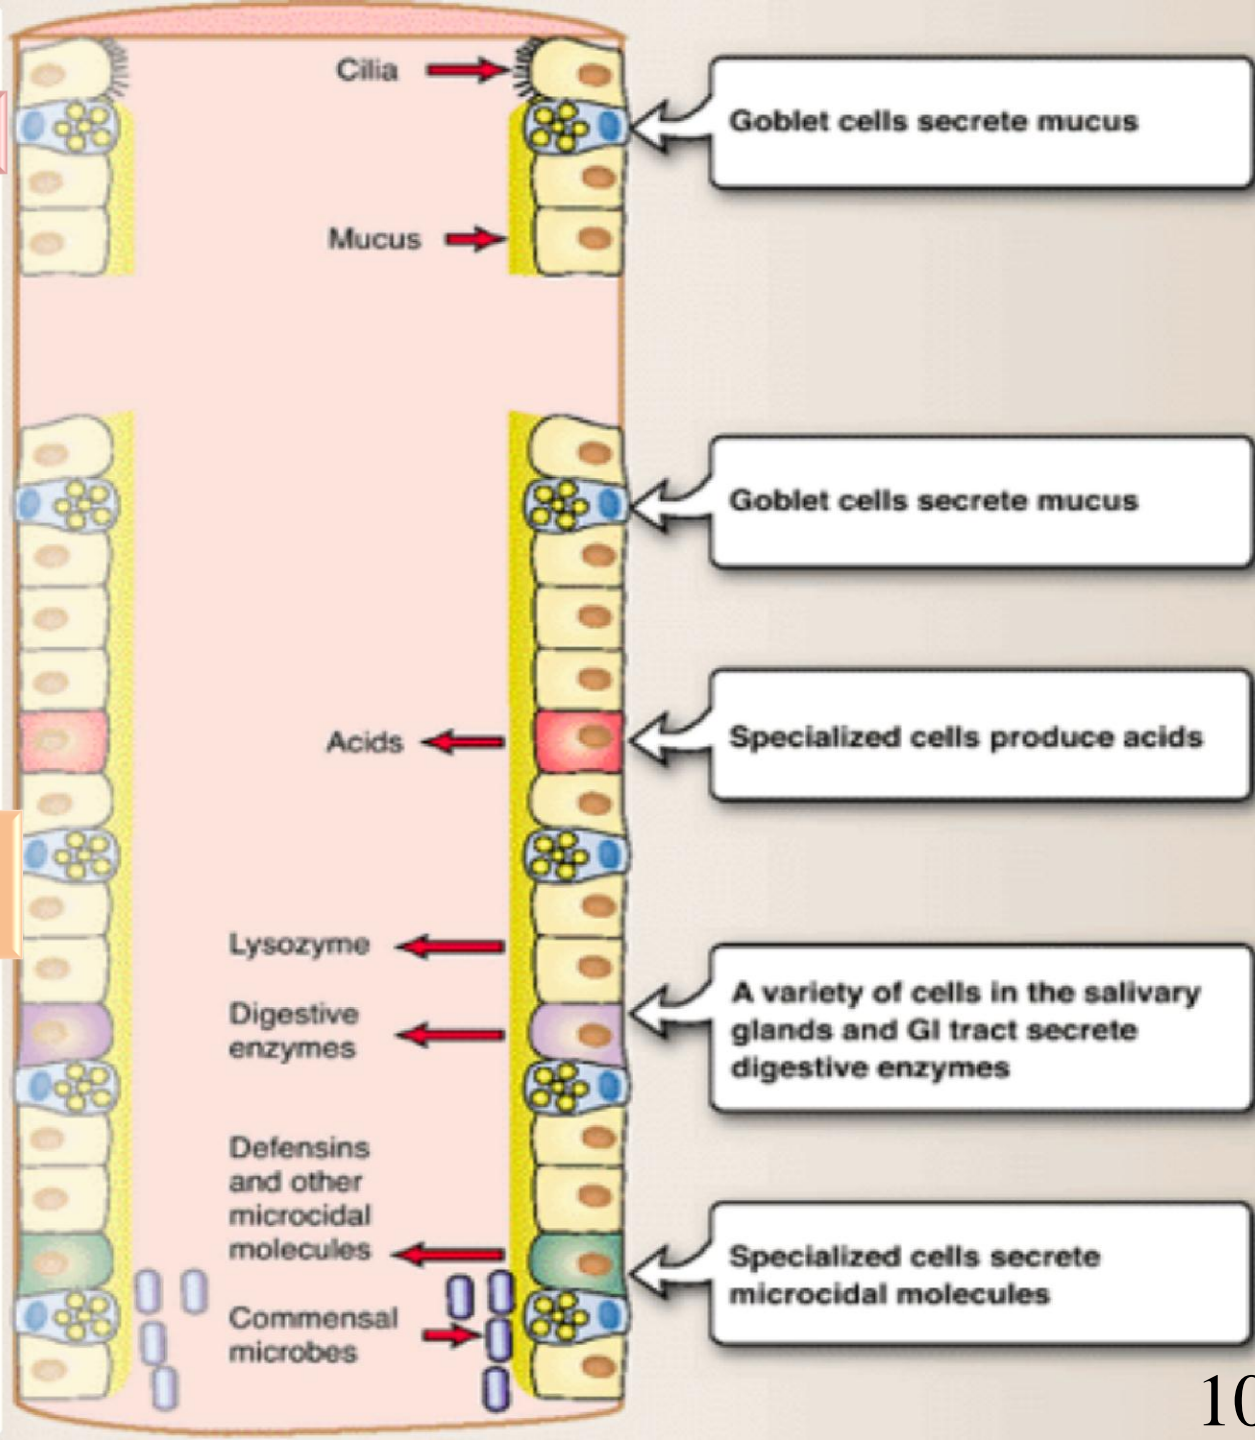 Cilia
Goblet cells secrete mucus
Mucus
Goblet cells secrete mucus
Acids
Specialized cells produce acids
Lysozyme
Digestive
enzymes
A variety of cells in the salivary
glands and GI tract secrete
digestive enzymes
Defensins
and other
microcidal
molecules
Specialized cells secrete
microcidal molecules
Commensal
microbes
10